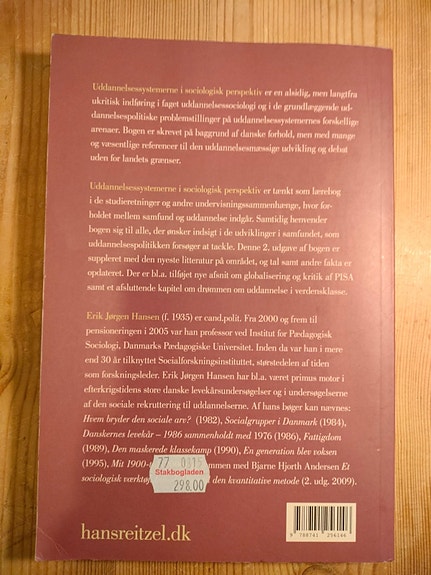 Uddannelsessystemerne i sociologisk perspektiv er en alsidig, men langtfra
ukritisk indføring i faget uddannelsessociologi og i de grundlæggende ud-
dannelsespolitiske problemstillinger på uddannelsessystemernes forskellige
arenaer. Bogen er skrevet på baggrund af danske forhold, men med mange
og væsentlige referencer til den uddannelsesmæssige udvikling og debat
uden for landets grænser.
Uddannelsessystemerne i sociologisk perspektiv er tænkt som lærebog
i de studieretninger og andre undervisningssammenhænge, hvor for-
holdet mellem samfund og uddannelse indgår. Samtidig henvender
bogen sig til alle, der ønsker indsigt i de udviklinger i samfundet, som
uddannelsespolitikken forsøger at tackle. Denne 2. udgave af bogen er
suppleret med den nyeste litteratur på området, og tal samt andre fakta er
opdateret. Der er bl.a. tilføjet nye afsnit om globalisering og kritik af PISA
samt et afsluttende kapitel om drømmen om uddannelse i verdensklasse.
Erik Jørgen Hansen (f. 1935) er cand.polit. Fra 2000 og frem til
pensioneringen i 2005 var han professor ved Institut for Pædagogisk
Sociologi, Danmarks Pædagogiske Universitet. Inden da var han i mere
end 30 år tilknyttet Socialforskningsinstituttet, størstedelen af tiden
som forskningsleder. Erik Jørgen Hansen har bl.a. været primus motor i
efterkrigstidens store danske levekårsundersøgelser og i undersøgelserne
af den sociale rekruttering til uddannelserne. Af hans bøger kan nævnes:
Hvem bryder den sociale arv? (1982), Socialgrupper i Danmark (1984),
Danskernes levekår – 1986 sammenholdt med 1976 (1986), Fattigdom
(1989), Den maskerede klassekamp (1990), En generation blev voksen
(1995), Mit 1900- mmen med Bjarne Hjorth Andersen Et
sociologisk værktøj den kvantitative metode (2. udg. 2009).
Stakbogladen
298.00
hansreitzel.dk
9 788741 254146